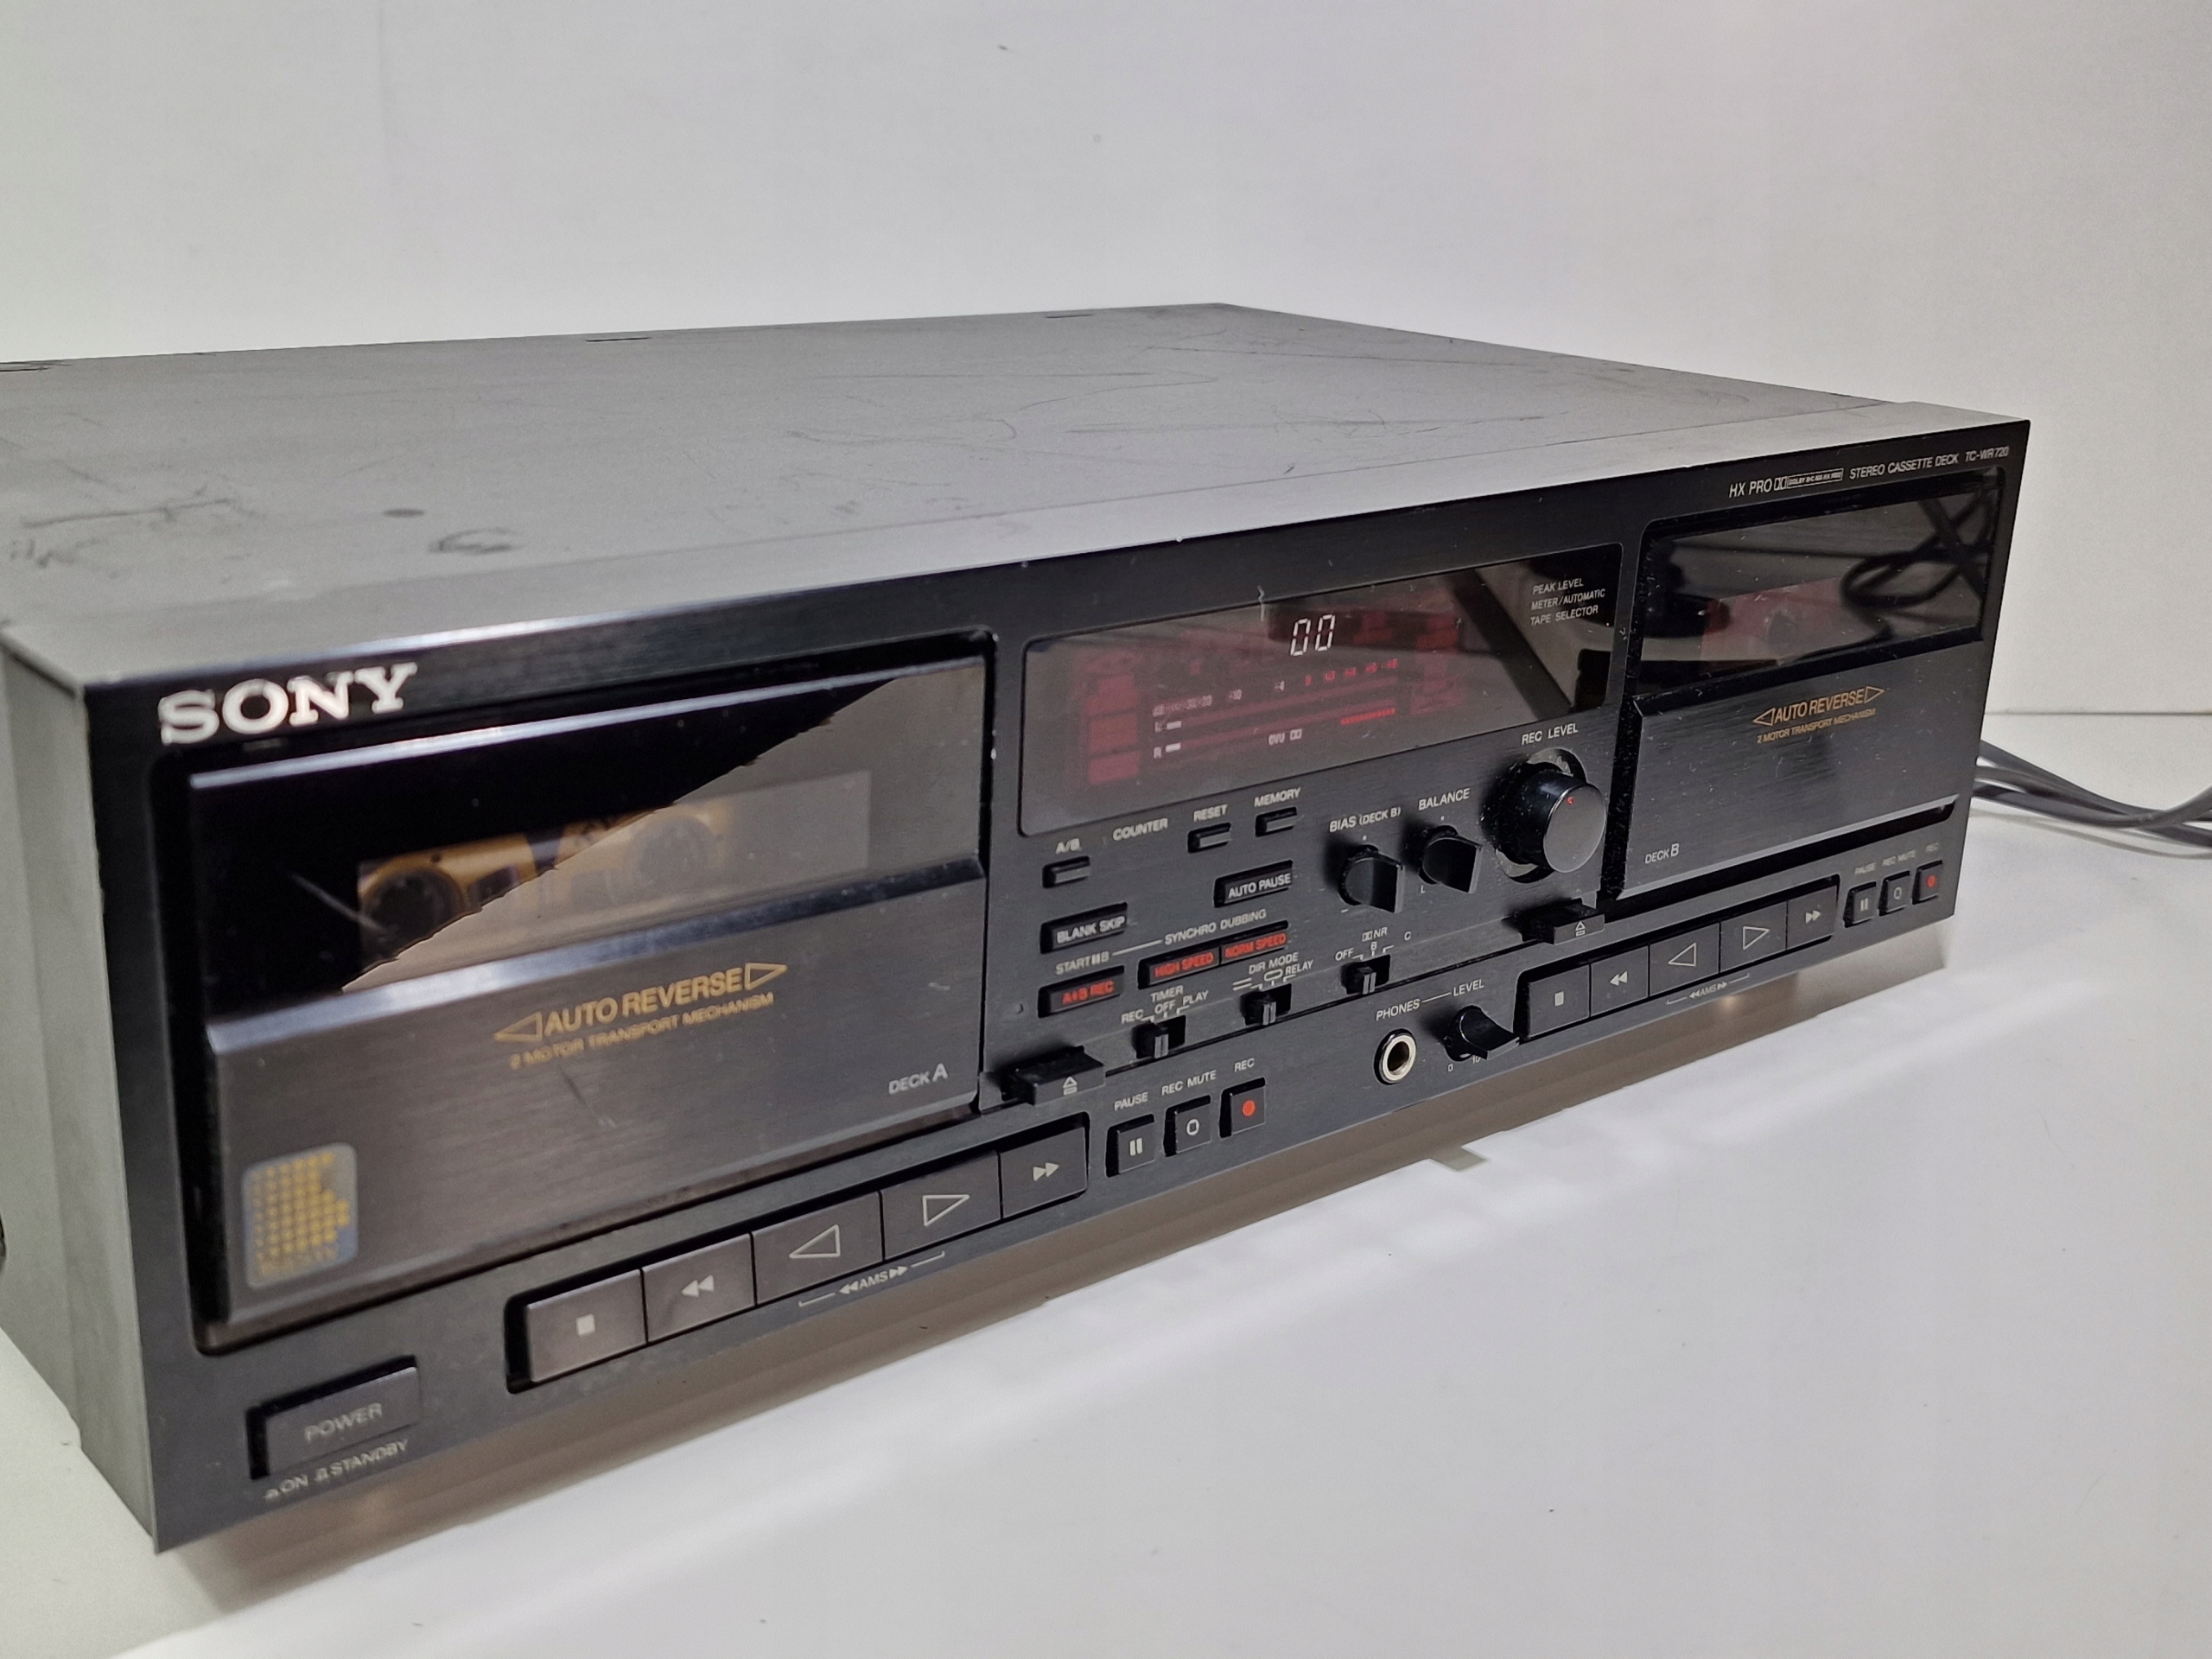 SONY
HX PRO STEREO CASSETTE DECK TC-WR720
PEAK LEVEL
METER/AUTOMATIC
TAPE SELECTOR
00
L
R
AUTO REVERSE
2 MOTOR TRANSPORT MECHANISM
DECK A
A/B COUNTER RESET MEMORY
BLANK SKIP AUTO PAUSE
SYNCHRO DUBBING
START
A+B REC HIGH SPEED NORM SPEED
TIMER
REC OFF PLAY
DIR MODE
RELAY
NR
OFF B C
BIAS (DECK B)
BALANCE
L
REC LEVEL
AUTO REVERSE
2 MOTOR TRANSPORT MECHANISM
DECK B
PHONES LEVEL
0 10
PAUSE REC MUTE REC
AMS
PAUSE REC MUTE REC
AMS
POWER
ON STANDBY